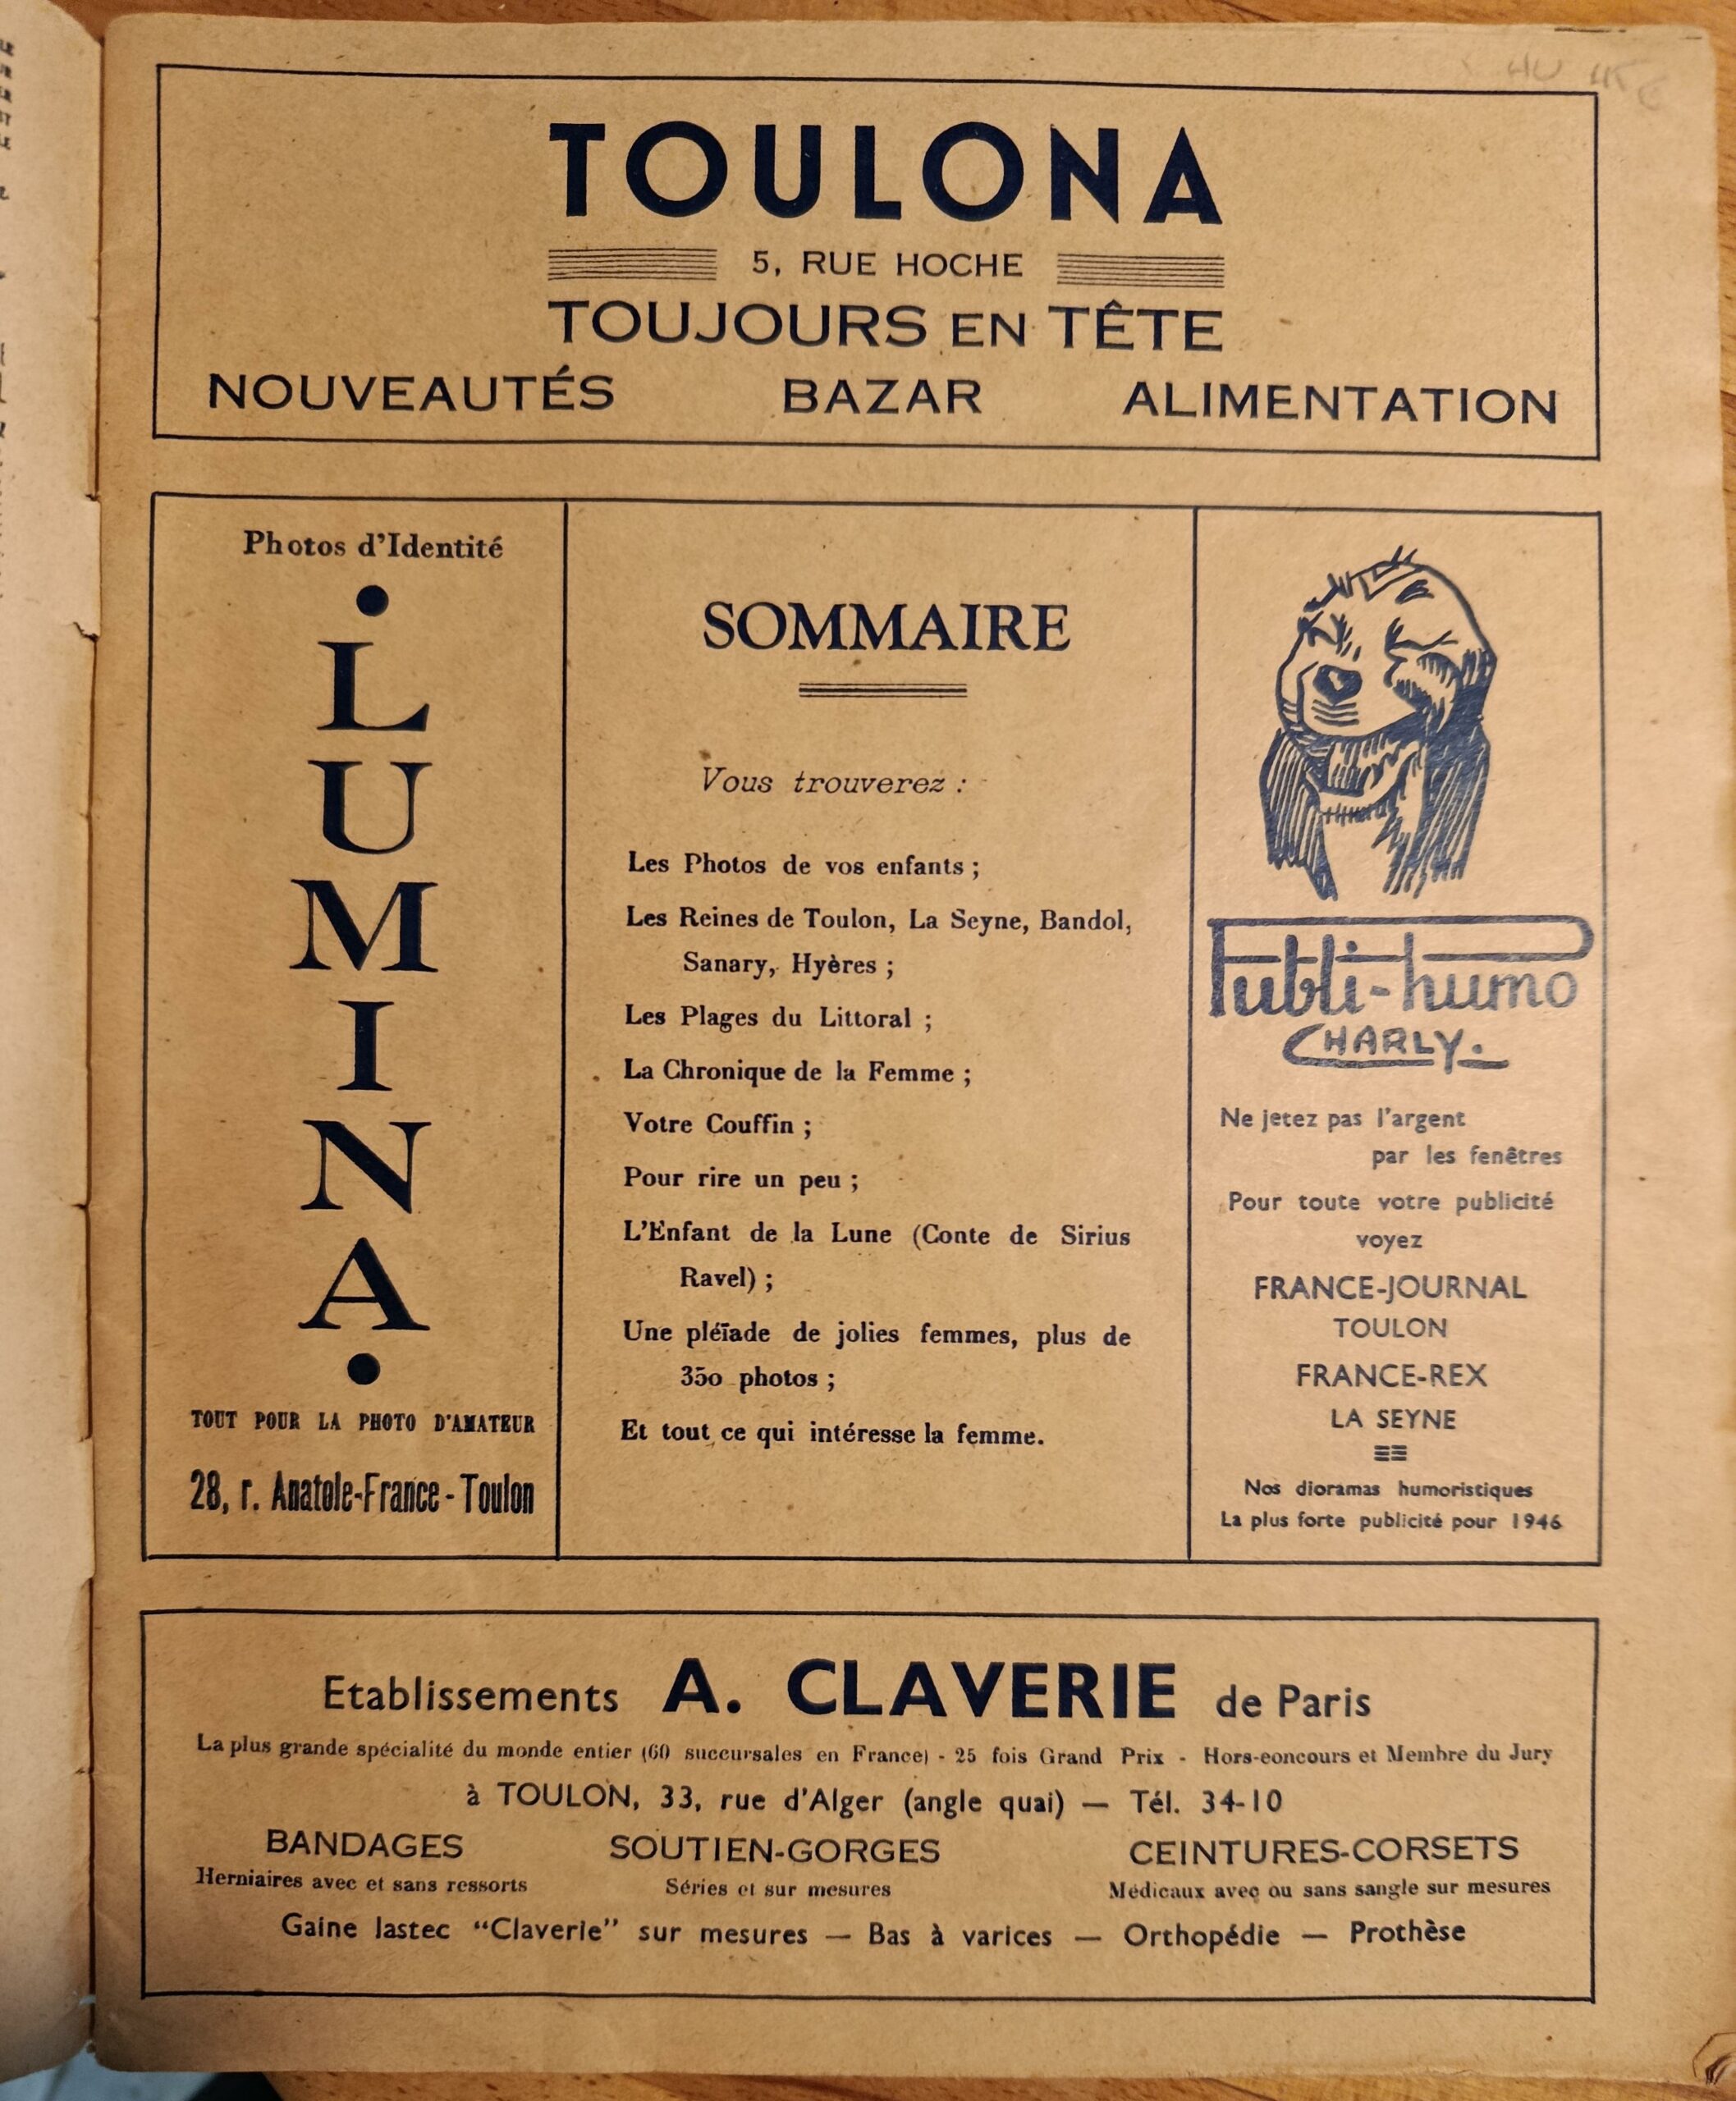 TOULONA
5, RUE HOCHE
TOUJOURS EN TÊTE
NOUVEAUTÉS BAZAR ALIMENTATION
Photos d'Identité
LUMINA
TOUT POUR LA PHOTO D'AMATEUR
28, r. Anatole-France - Toulon
SOMMAIRE
Vous trouverez :
Les Photos de vos enfants ;
Les Reines de Toulon, La Seyne, Bandol,
Sanary, Hyères ;
Les Plages du Littoral ;
La Chronique de la Femme ;
Votre Couffin ;
Pour rire un peu ;
L'Enfant de la Lune (Conte de Sirius
Ravel) ;
Une pléïade de jolies femmes, plus de
350 photos ;
Et tout ce qui intéresse la femme.
Publi-humo
CHARLY.
Ne jetez pas l'argent
par les fenêtres
Pour toute votre publicité
voyez
FRANCE-JOURNAL
TOULON
FRANCE-REX
LA SEYNE
Nos dioramas humoristiques
La plus forte publicité pour 1946
Etablissements A. CLAVERIE de Paris
La plus grande spécialité du monde entier (60 succursales en France) - 25 fois Grand Prix - Hors-concours et Membre du Jury
à TOULON, 33, rue d'Alger (angle quai) — Tél. 34-10
BANDAGES SOUTIEN-GORGES CEINTURES-CORSETS
Herniaires avec et sans ressorts Séries et sur mesures Médicaux avec ou sans sangle sur mesures
Gaine lastec "Claverie" sur mesures — Bas à varices — Orthopédie — Prothèse